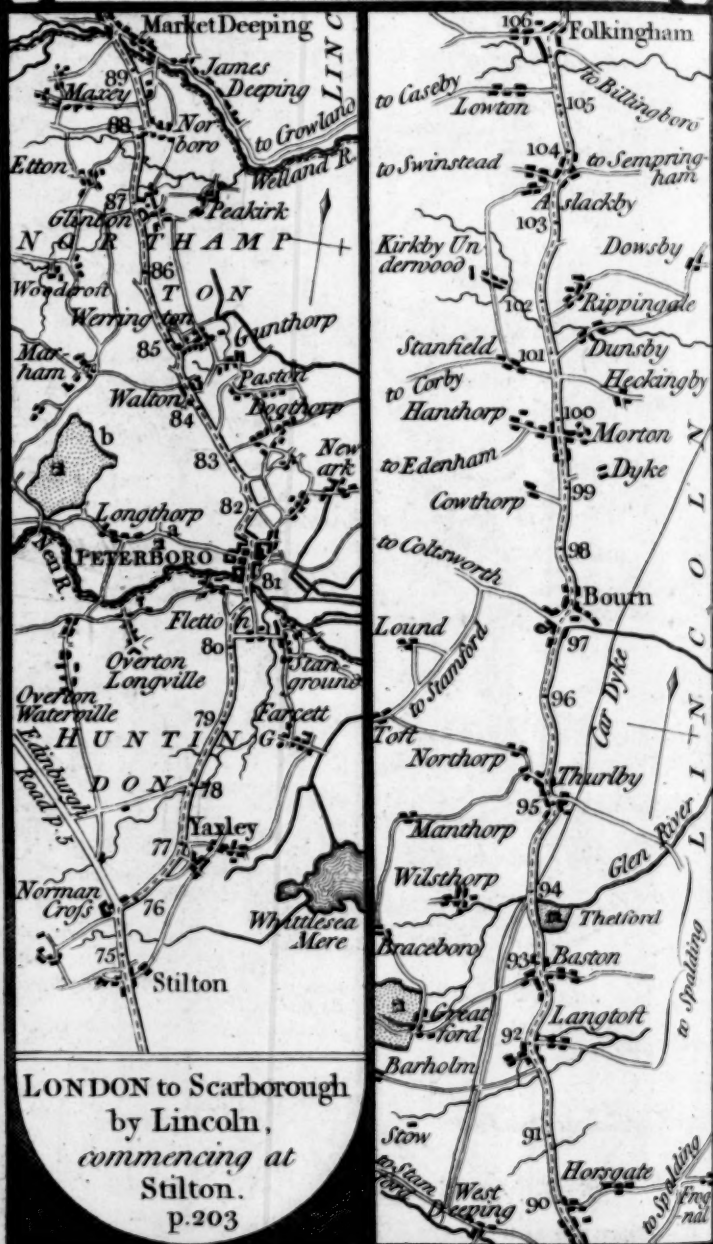 Market Deeping
LINC
89
James
Deeping
Maxey
88
Nor
boro
to Crowland
Welland R.
Etton
87
Peakirk
Glinton
NORTHAMP
86
Woodcroft
TON
Werrington
Gunthorp
85
Mar-
ham
Paston
Walton
84
Dogthorp
b
83
New
ark
a
82
Longthorp
a
a
Nen R.
PETERBORO
81
Fletton
80
Overton
Longville
Stan-
ground
Overton
Waterville
79
Farcett
HUNTING
Edinburgh
Road p. 5
DON
78
77
Yaxley
Norman
Cross
76
Whittlesea
Mere
75
Stilton
LONDON to Scarborough
by Lincoln,
commencing at
Stilton.
p.203
106
Folkingham
to Caseby
to Billingboro
Lowton
105
104
to Swinstead
to Sempring-
ham
Aslackby
103
Kirkby Un
derwood
Dowsby
102
Rippingale
Stanfield
101
Dunsby
to Corby
Heckingby
Hanthorp
100
Morton
to Edenham
Dyke
99
Cowthorp
98
to Coltsworth
Bourn
97
Lound
to Stamford
96
Car Dyke
LINCOLN
Toft
Northorp
Thurlby
95
Manthorp
Glen River
94
Wilsthorp
a
Thetford
Braceboro
93
Baston
to Spalding
a
Great
ford
Langtoft
92
Barholm
Stow
91
to Stam
ford
West
Deeping
Horsgate
90
to Spalding
Frog
nal